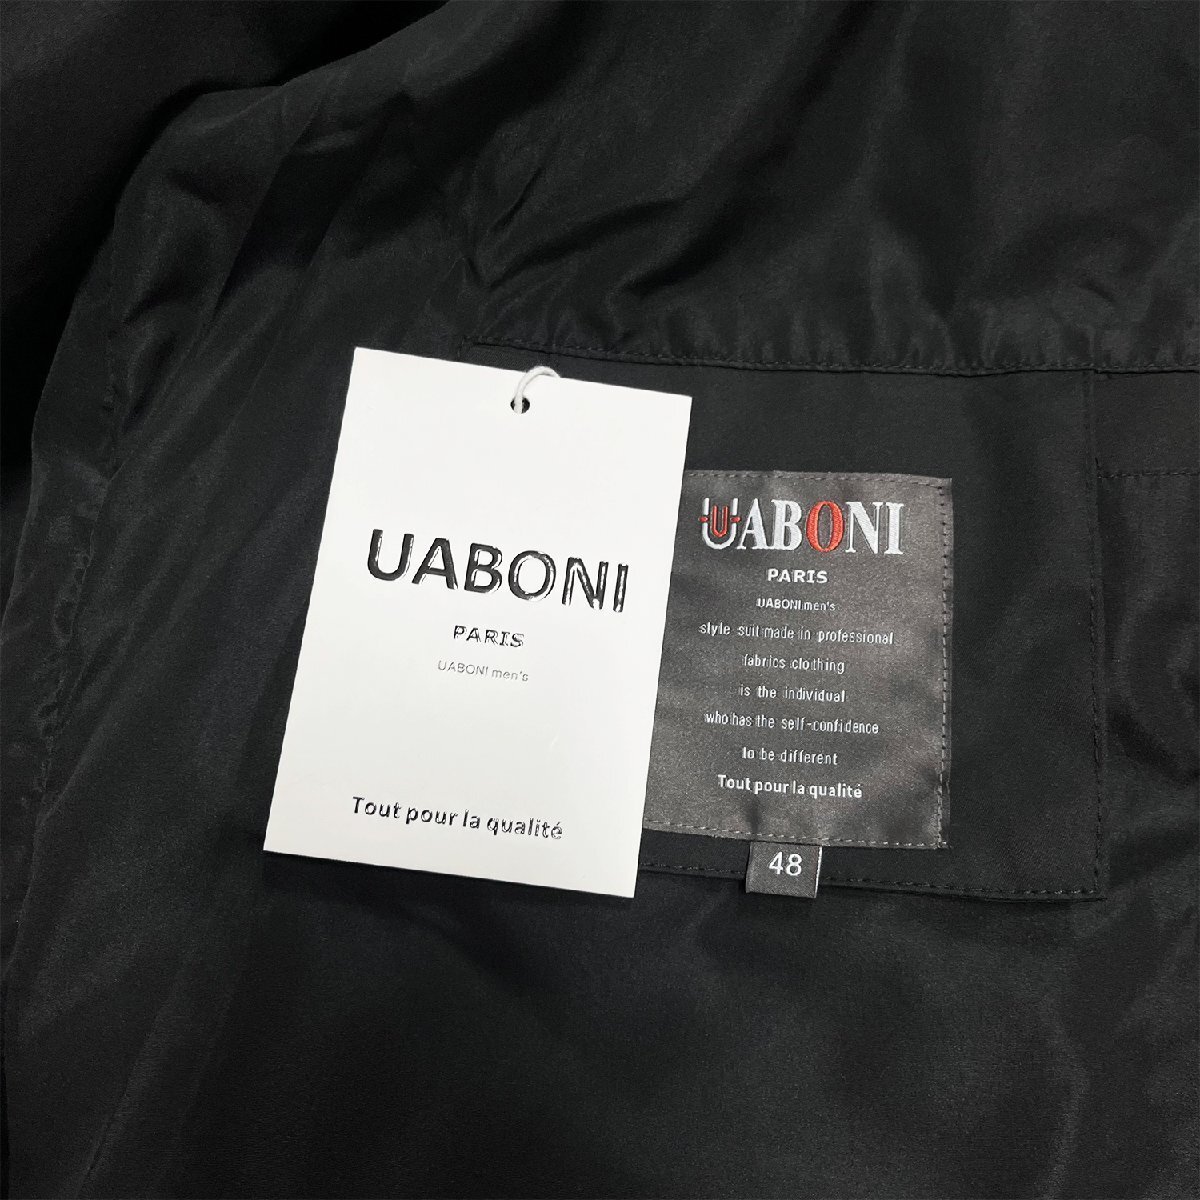 UABONI
PARIS
UABONI men's
Tout pour la qualité
UABONI
PARIS
UABONI men's
style suit made in professional
fabrics clothing
is the individual
who has the self-confidence
to be different
Tout pour la qualité
48